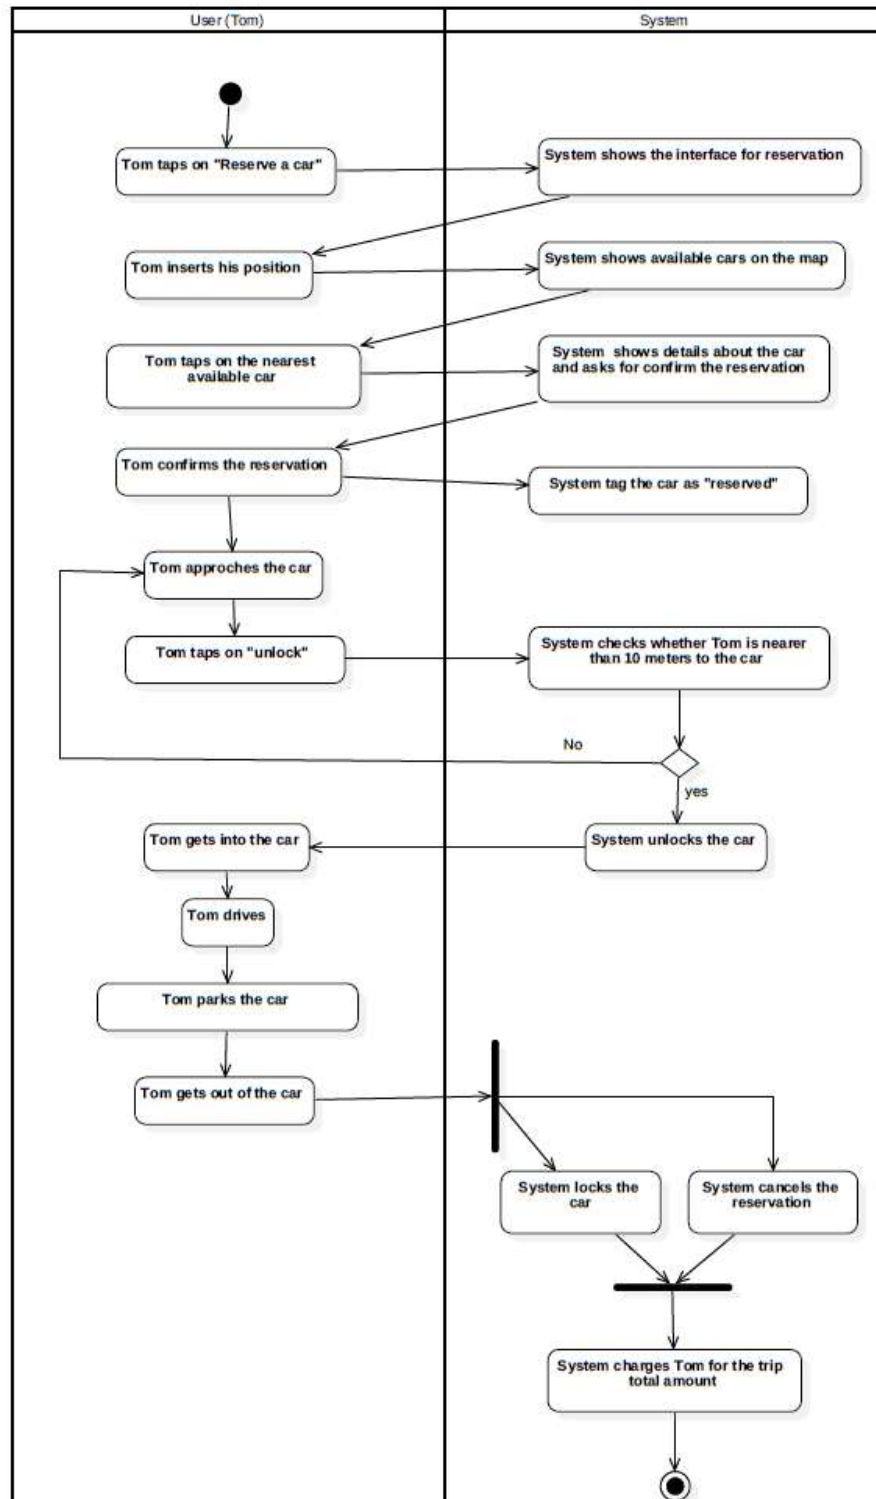 User (Tom)
System
Tom taps on "Reserve a car"
System shows the interface for reservation
Tom inserts his position
System shows available cars on the map
Tom taps on the nearest
available car
System shows details about the car
and asks for confirm the reservation
Tom confirms the reservation
System tag the car as "reserved"
Tom approches the car
Tom taps on "unlock"
System checks whether Tom is nearer
than 10 meters to the car
No
yes
Tom gets into the car
System unlocks the car
Tom drives
Tom parks the car
Tom gets out of the car
System locks the
car
System cancels the
reservation
System charges Tom for the trip
total amount